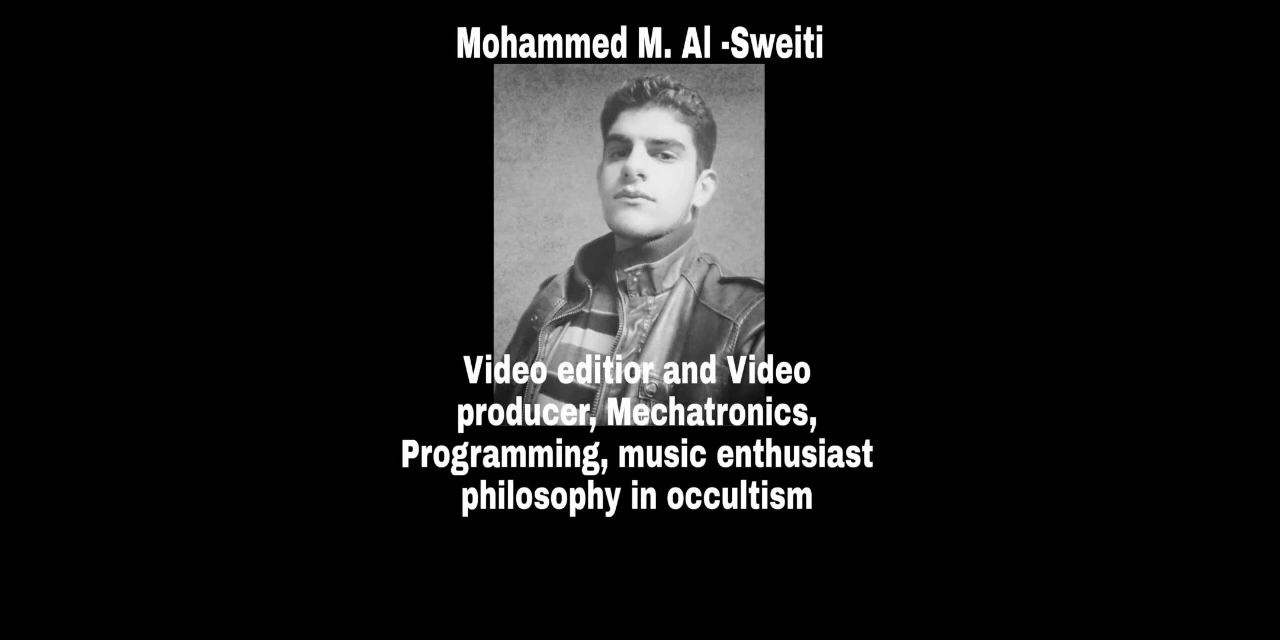 Mohammed M. Al -Sweiti
Video editior and Video
producer, Mechatronics,
Programming, music enthusiast
philosophy in occultism